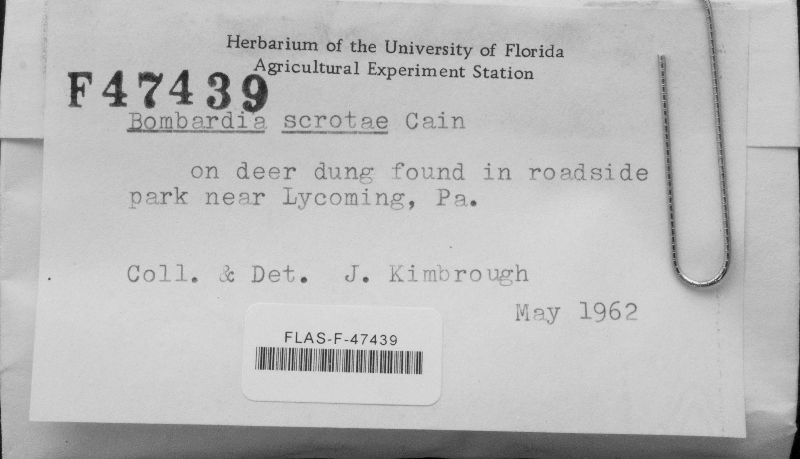 Herbarium of the University of Florida
Agricultural Experiment Station
F47439
Bombardia scrotae Cain
on deer dung found in roadside
park near Lycoming, Pa.
Coll. & Det. J. Kimbrough
May 1962
FLAS-F-47439